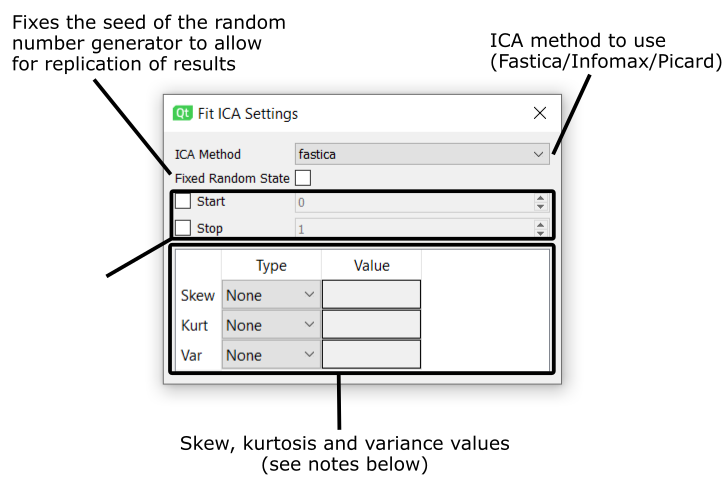 Fixes the seed of the random
number generator to allow
for replication of results
ICA method to use
(Fastica/Infomax/Picard)
Qt Fit ICA Settings
ICA Method fastica
Fixed Random State
Start 0
Stop 1
Type Value
Skew None
Kurt None
Var None
Skew, kurtosis and variance values
(see notes below)